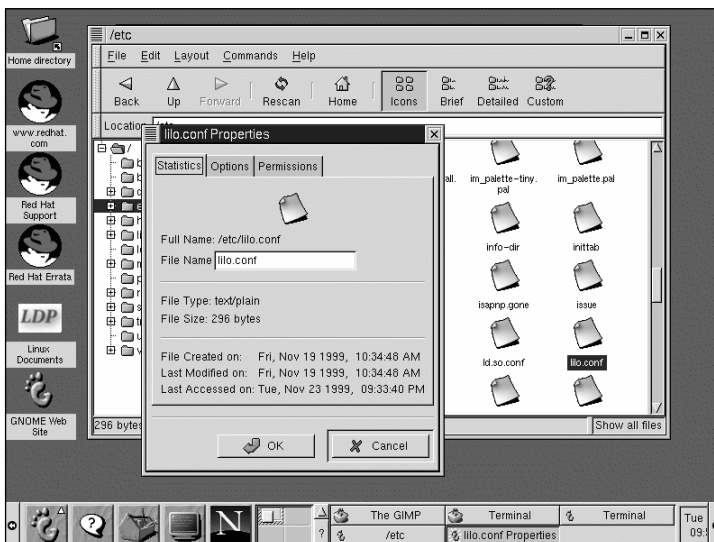 Home directory
www.redhat.
com
Red Hat
Support
Red Hat Errata
LDP
Linux
Documents
GNOME Web
Site
/etc
File Edit Layout Commands Help
Back Up Forward Rescan Home Icons Brief Detailed Custom
Location
/
lilo.conf Properties
Statistics Options Permissions
Full Name: /etc/lilo.conf
File Name lilo.conf
File Type: text/plain
File Size: 296 bytes
File Created on: Fri, Nov 19 1999, 10:34:48 AM
Last Modified on: Fri, Nov 19 1999, 10:34:48 AM
Last Accessed on: Tue, Nov 23 1999, 09:33:40 PM
OK Cancel
im_palette-tiny.
pal
im_palette.pal
info-dir inittab
isapnp.gone issue
ld.so.conf lilo.conf
296 bytes Show all files
N
? The GIMP Terminal Terminal
/etc lilo.conf Properties
Tue